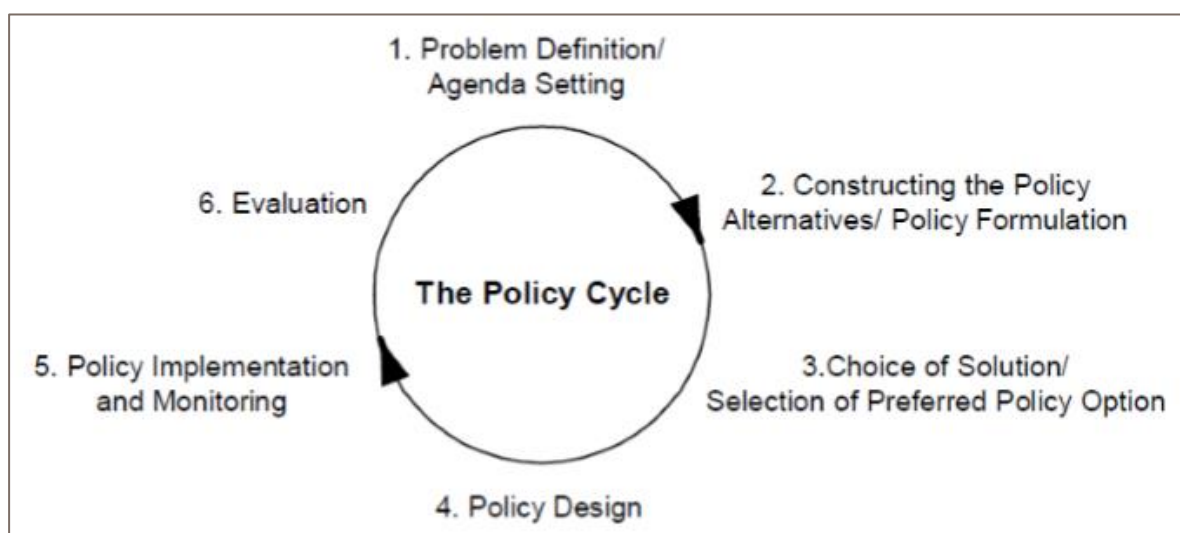 1. Problem Definition/
Agenda Setting
2. Constructing the Policy
Alternatives/ Policy Formulation
3.Choice of Solution/
Selection of Preferred Policy Option
4. Policy Design
5. Policy Implementation
and Monitoring
6. Evaluation
The Policy Cycle